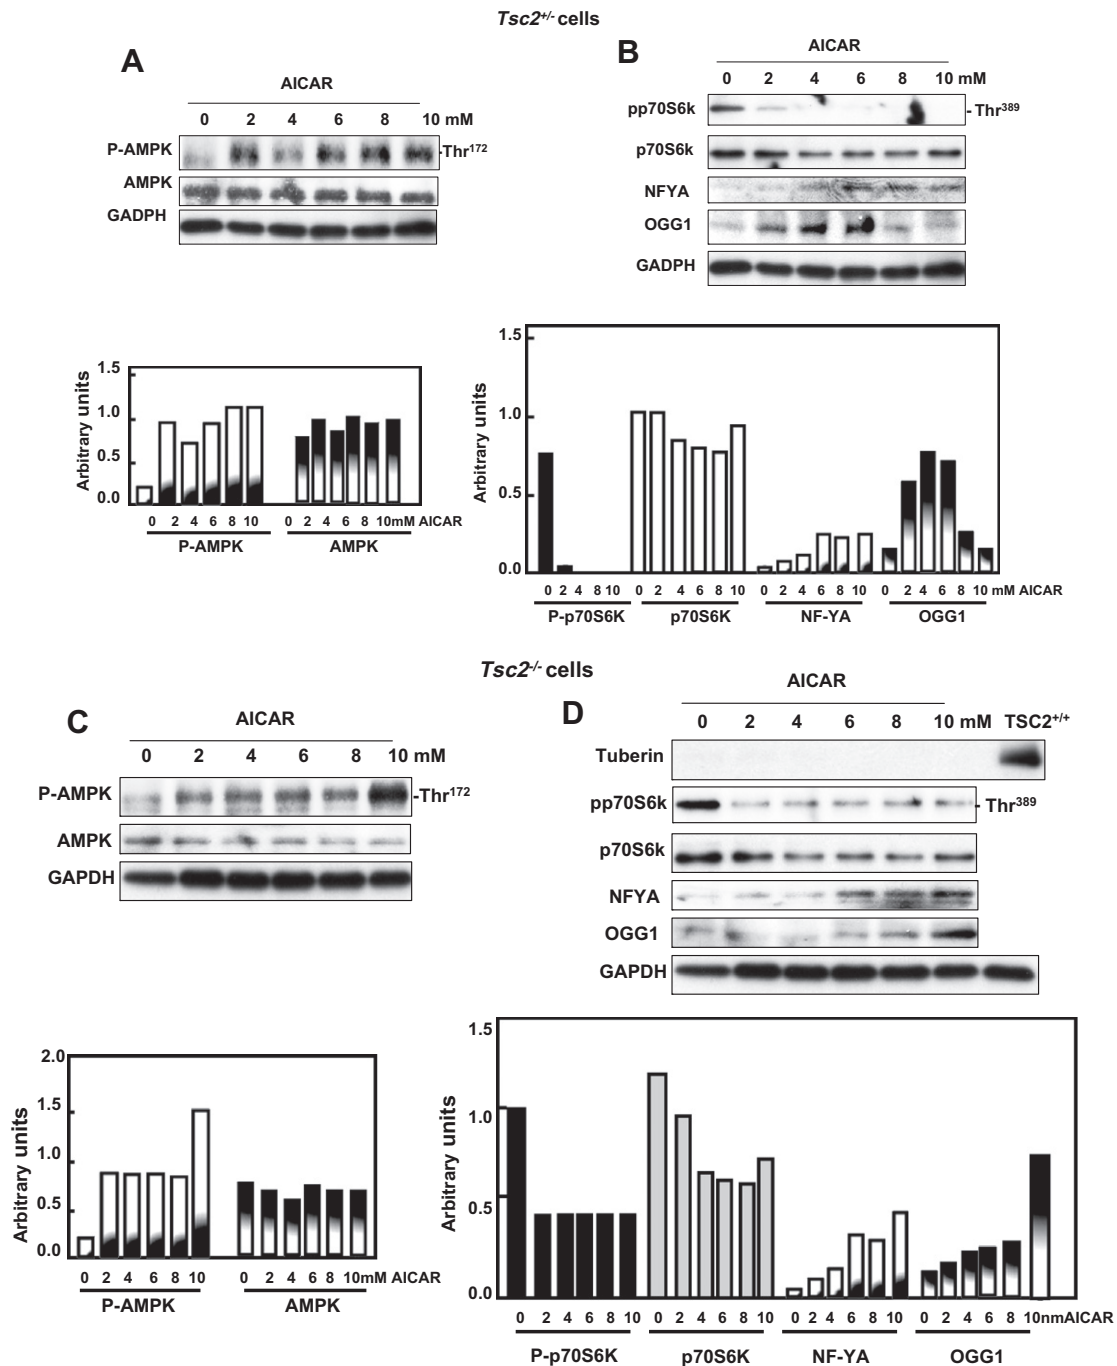 Tsc2+/- cells
A
AICAR
0 2 4 6 8 10 mM
P-AMPK
-Thr172
AMPK
GADPH
B
AICAR
0 2 4 6 8 10 mM
pp70S6k
- Thr389
p70S6k
NFYA
OGG1
GADPH
Arbitrary units
1.5
1.0
0.5
0.0
0 2 4 6 8 10 0 2 4 6 8 10mM AICAR
P-AMPK AMPK
Arbitrary units
1.5
1.0
0.5
0.0
0 2 4 8 10 0 2 4 6 8 10 0 2 4 6 8 10 0 2 4 6 8 10 mM AICAR
P-p70S6K p70S6K NF-YA OGG1
Tsc2-/- cells
C
AICAR
0 2 4 6 8 10 mM
P-AMPK
-Thr172
AMPK
GAPDH
D
AICAR
0 2 4 6 8 10 mM TSC2+/+
Tuberin
pp70S6k
- Thr389
p70S6k
NFYA
OGG1
GAPDH
Arbitrary units
2.0
1.5
1.0
0.5
0.0
0 2 4 6 8 10 0 2 4 6 8 10mM AICAR
P-AMPK AMPK
Arbitrary units
1.5
1.0
0.5
0.0
0 2 4 6 8 10 0 2 4 6 8 10 0 2 4 6 8 10 0 2 4 6 8 10nmAICAR
P-p70S6K p70S6K NF-YA OGG1